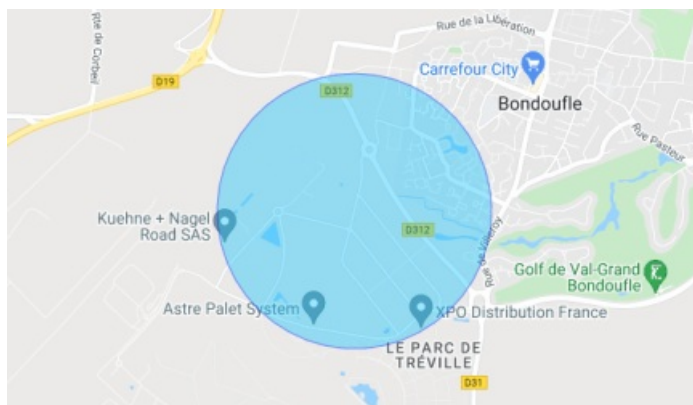 Rte de Corbeil
Rue de la Libération
Carrefour City
D19
D312
Bondoufle
Rue Pasteur
Kuehne + Nagel
Road SAS
D312
Rue de Villeroy
Golf de Val-Grand
Bondoufle
Astre Palet System
XPO Distribution France
LE PARC DE
TRÉVILLE
D31